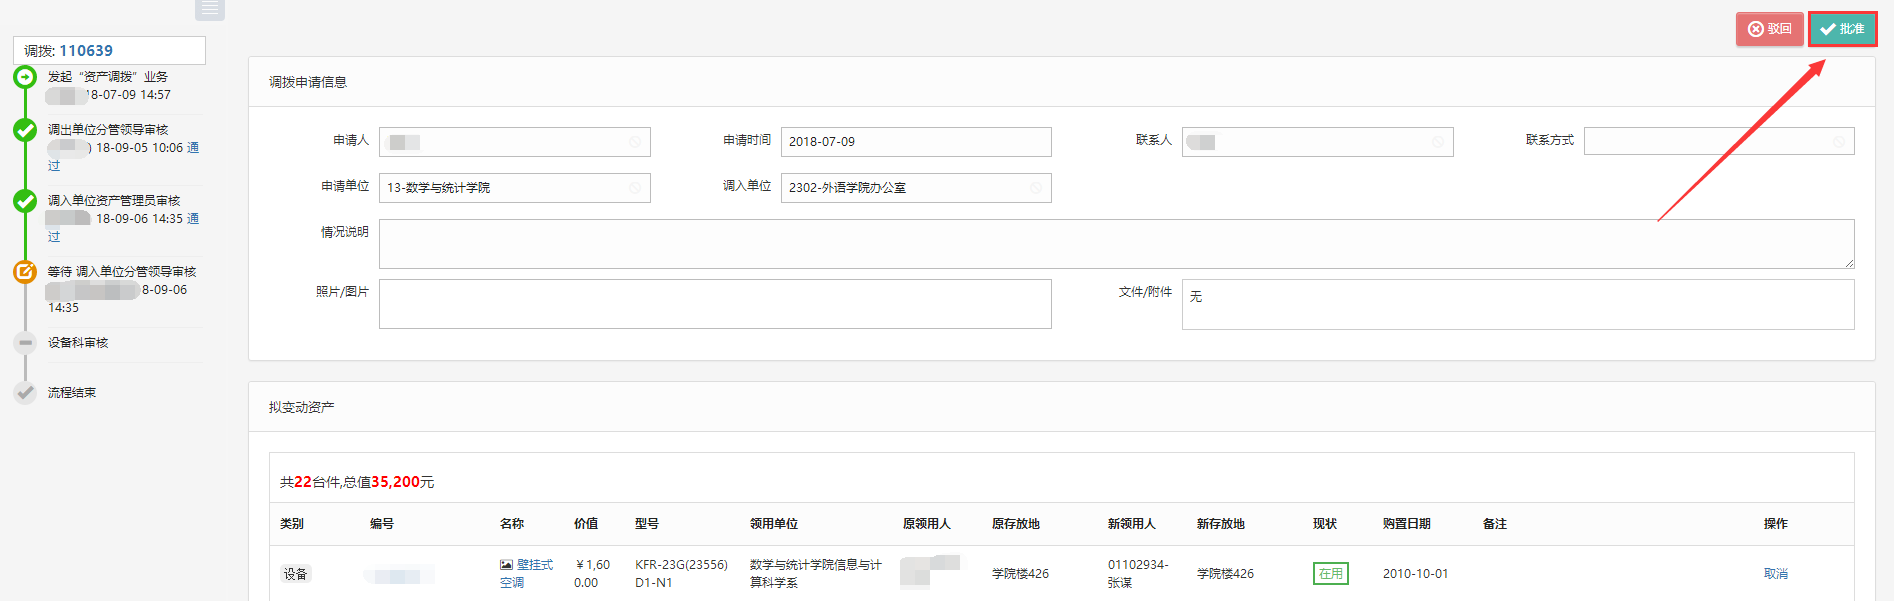 驳回
批准
调拨: 110639
发起“资产调拨”业务
18-07-09 14:57
调出单位分管领导审核
) 18-09-05 10:06 通
过
调入单位资产管理员审核
18-09-06 14:35 通
过
等待 调入单位分管领导审核
8-09-06
14:35
设备科审核
流程结束
调拨申请信息
申请人
申请时间 2018-07-09
联系人
联系方式
申请单位 13-数学与统计学院
调入单位 2302-外语学院办公室
情况说明
照片/图片
文件/附件 无
拟变动资产
共22台件,总值35,200元
类别 编号 名称 价值 型号 领用单位 原领用人 原存放地 新领用人 新存放地 现状 购置日期 备注 操作
设备 壁挂式 ￥1,60 KFR-23G(23556) 数学与统计学院信息与计 学院楼426 01102934- 学院楼426 在用 2010-10-01 取消
空调 00.00 D1-N1 算科学系 张谋